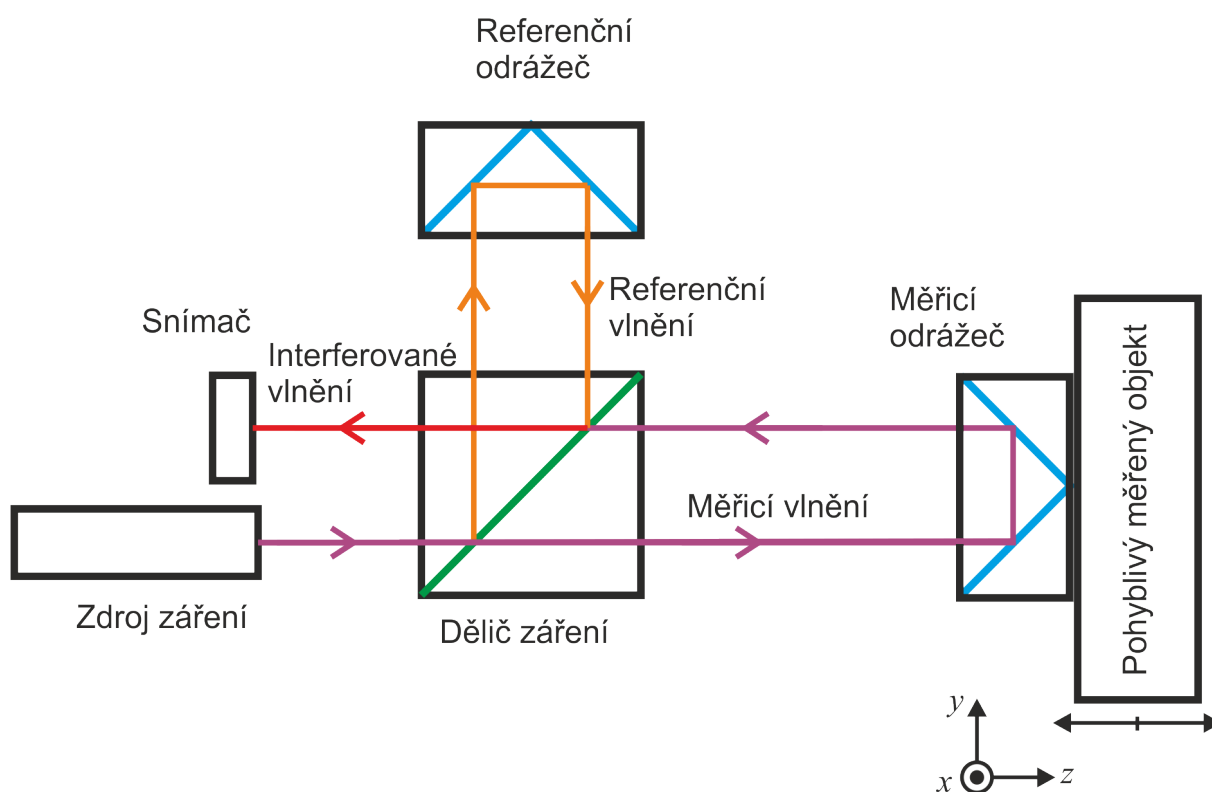 Referenční
odrážeč
Referenční
vlnění
Měřicí
odrážeč
Snímač
Interferované
vlnění
Pohyblivý měřený objekt
Měřicí vlnění
Zdroj záření
Dělič záření
y
x
z